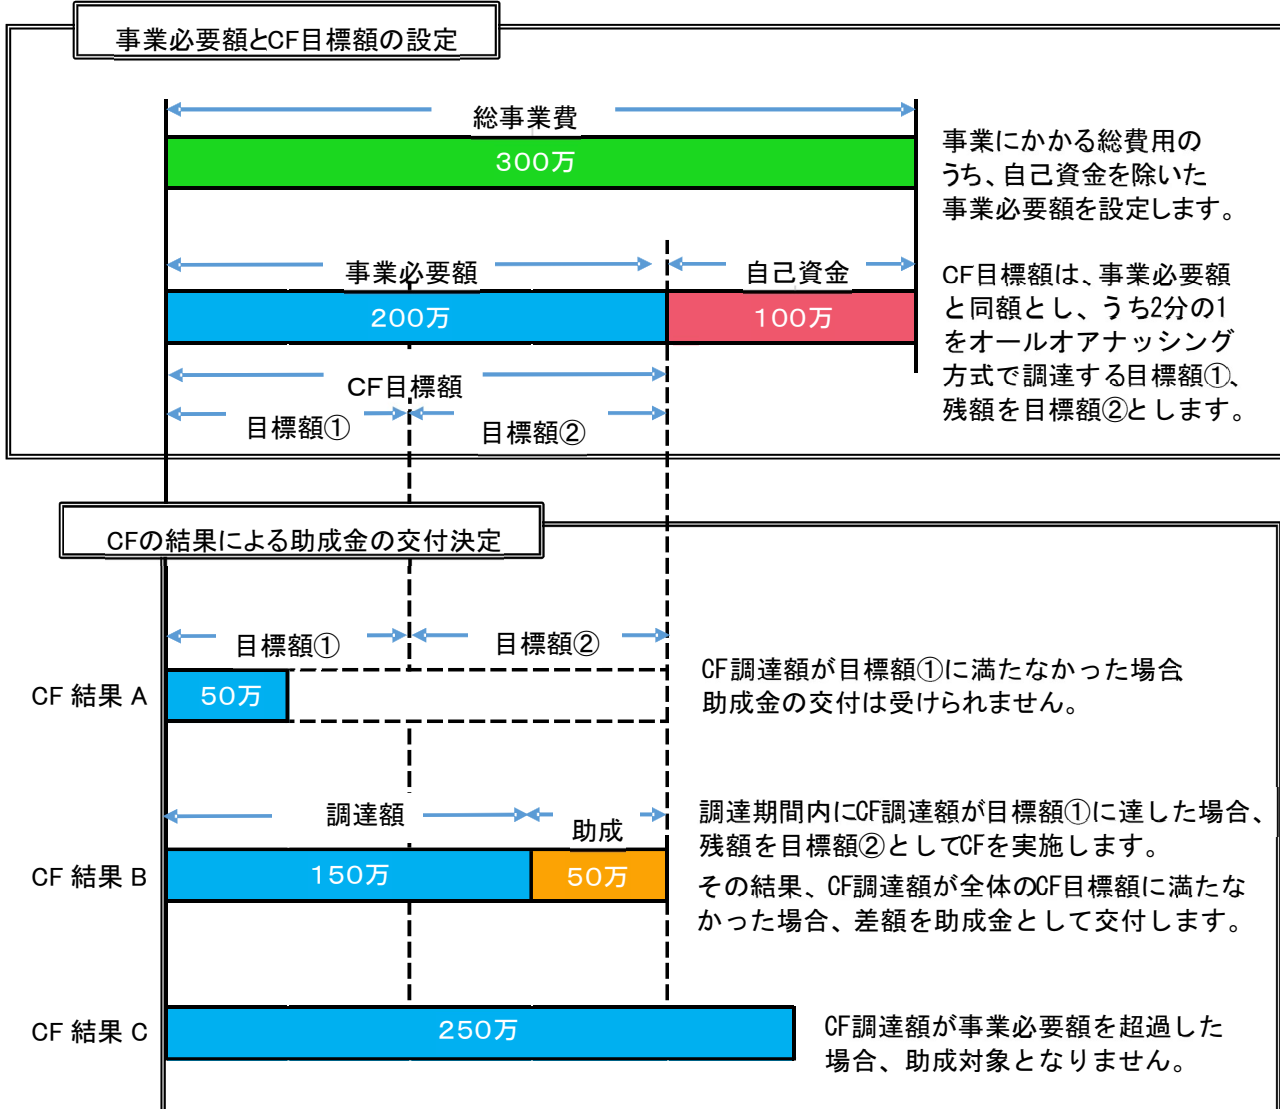 事業必要額とCF目標額の設定
総事業費
300万
事業にかかる総費用の
うち、自己資金を除いた
事業必要額を設定します。
事業必要額
自己資金
200万
100万
CF目標額は、事業必要額
と同額とし、うち2分の1
をオールオアナッシング
方式で調達する目標額①、
残額を目標額②とします。
CF目標額
目標額①
目標額②
CFの結果による助成金の交付決定
目標額①
目標額②
CF 結果 A
50万
CF調達額が目標額①に満たなかった場合
助成金の交付は受けられません。
調達額
助成
CF 結果 B
150万
50万
調達期間内にCF調達額が目標額①に達した場合、
残額を目標額②としてCFを実施します。
その結果、CF調達額が全体のCF目標額に満たな
かった場合、差額を助成金として交付します。
CF 結果 C
250万
CF調達額が事業必要額を超過した
場合、助成対象となりません。